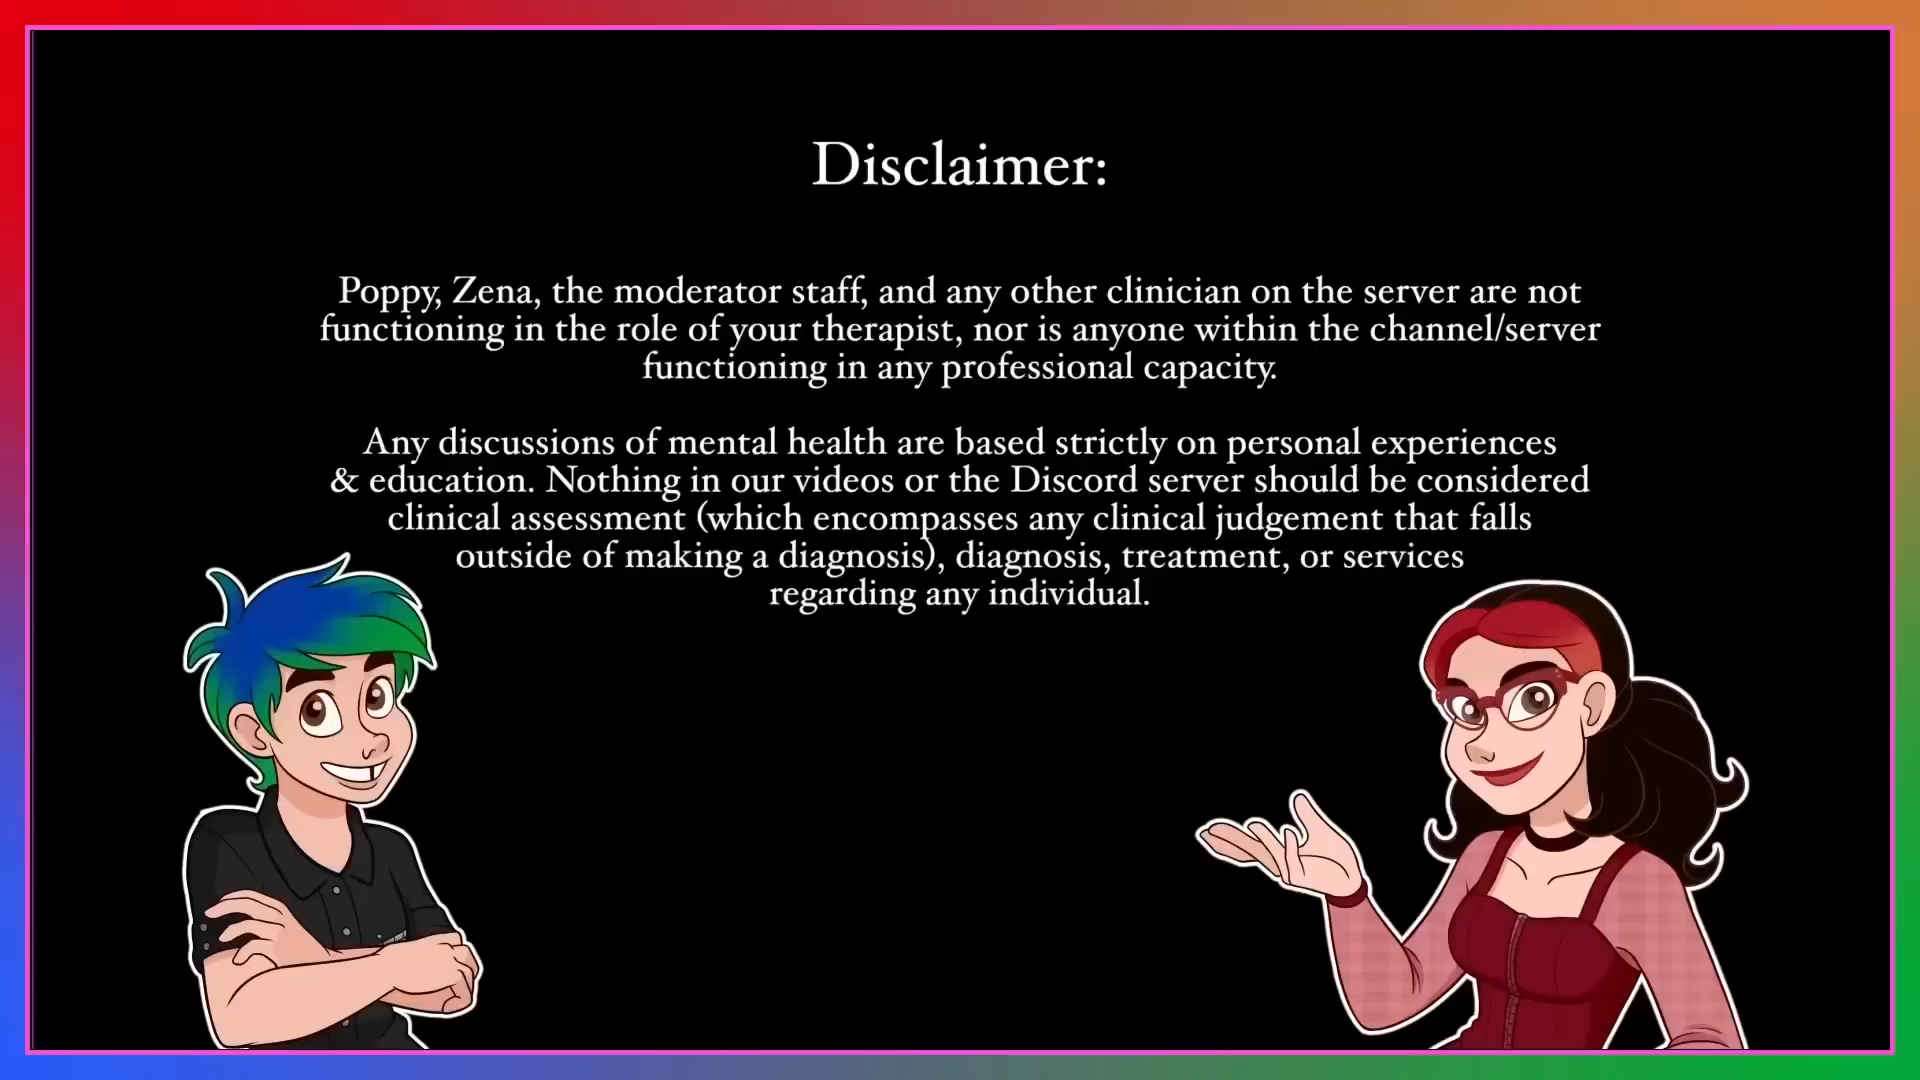 Disclaimer:
Poppy, Zena, the moderator staff, and any other clinician on the server are not
functioning in the role of your therapist, nor is anyone within the channel/server
functioning in any professional capacity.
Any discussions of mental health are based strictly on personal experiences
& education. Nothing in our videos or the Discord server should be considered
clinical assessment (which encompasses any clinical judgement that falls
outside of making a diagnosis), diagnosis, treatment, or services
regarding any individual.